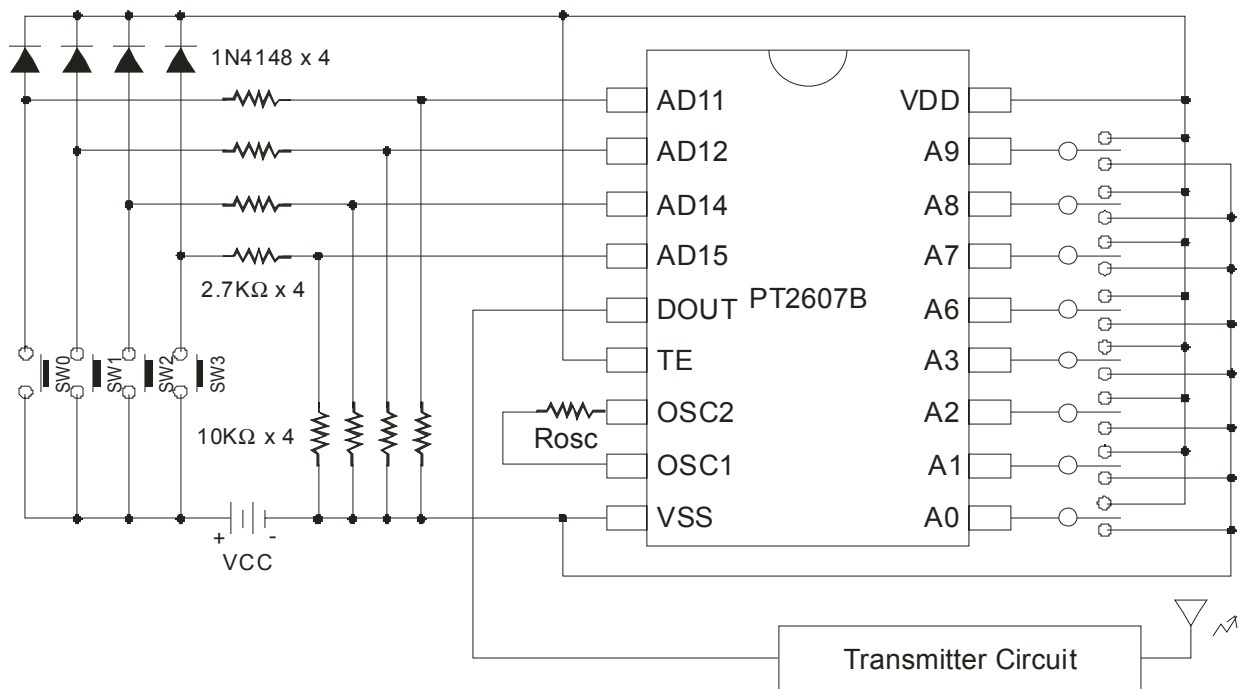 1N4148 x 4
AD11
VDD
AD12
A9
AD14
A8
AD15
A7
2.7KΩ x 4
PT2607B
DOUT
A6
SW0
SW1
SW2
SW3
TE
A3
10KΩ x 4
Rosc
OSC2
A2
OSC1
A1
VSS
A0
+ -
VCC
Transmitter Circuit